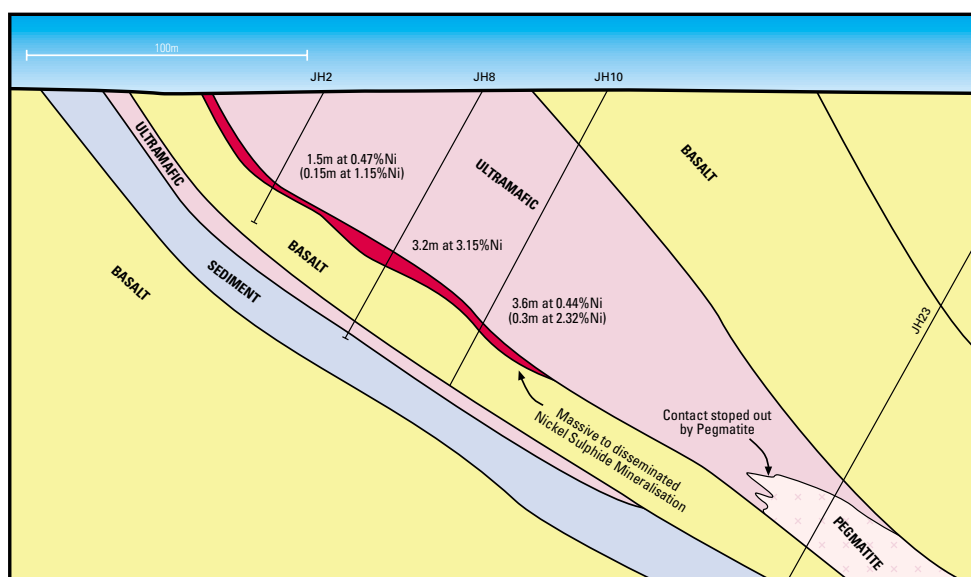 100m
JH2
JH8
JH10
ULTRAMAFIC
1.5m at 0.47%Ni
(0.15m at 1.15%Ni)
ULTRAMAFIC
BASALT
BASALT
3.2m at 3.15%Ni
BASALT
SEDIMENT
3.6m at 0.44%Ni
(0.3m at 2.32%Ni)
JH23
Massive to disseminated
Nickel Sulphide Mineralisation
Contact stoped out
by Pegmatite
PEGMATITE